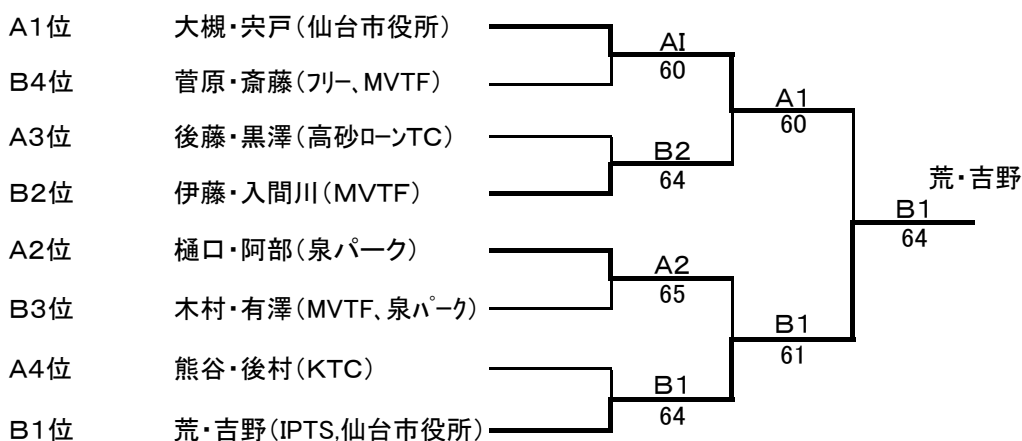 A1位 大槻・宍戸(仙台市役所)
AI
60
B4位 菅原・斎藤(フリー、MVTF)
A1
60
A3位 後藤・黒澤(高砂ローンTC)
B2
64
B2位 伊藤・入間川(MVTF)
荒・吉野
B1
64
A2位 樋口・阿部(泉パーク)
A2
65
B3位 木村・有澤(MVTF、泉パーク)
B1
61
A4位 熊谷・後村(KTC)
B1
64
B1位 荒・吉野(IPTS,仙台市役所)